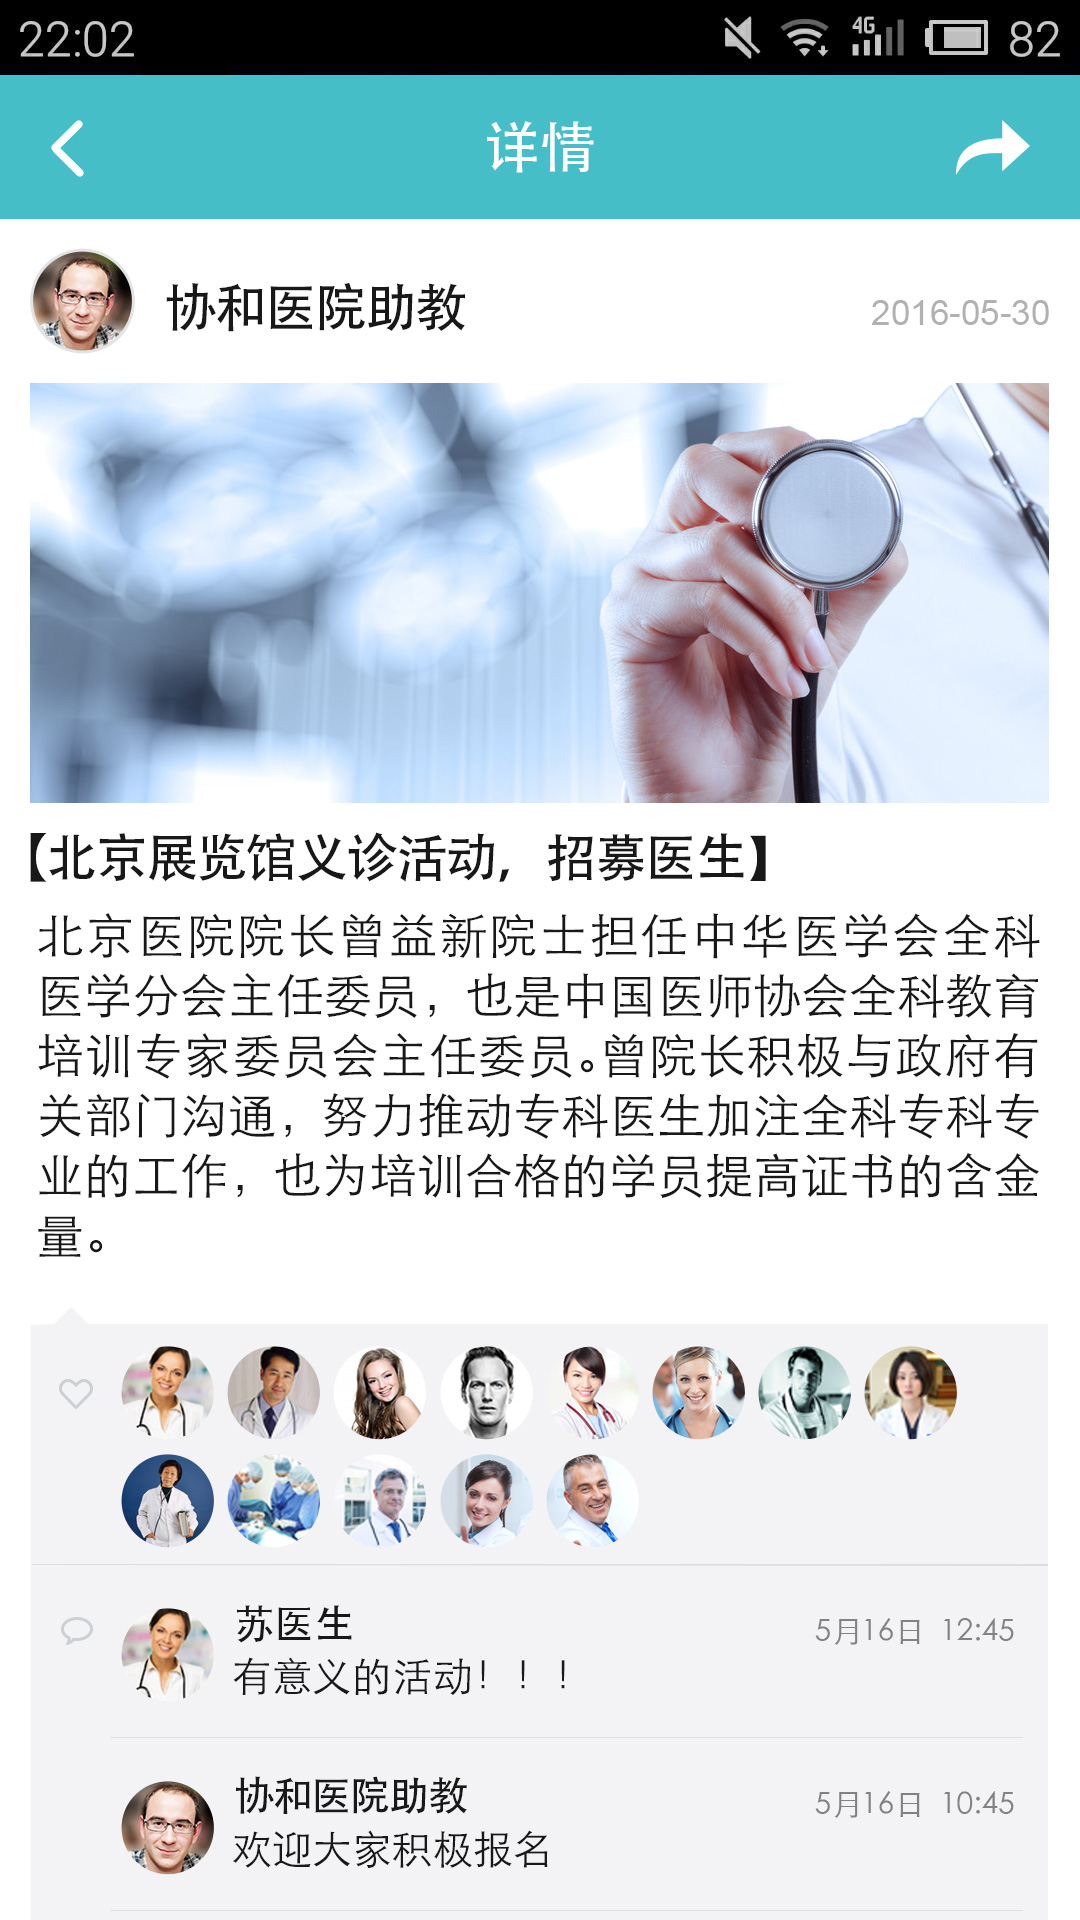 22:02
4G
82
详情
协和医院助教
2016-05-30
【北京展览馆义诊活动，招募医生】
北京医院院长曾益新院士担任中华医学会全科
医学分会主任委员，也是中国医师协会全科教育
培训专家委员会主任委员。曾院长积极与政府有
关部门沟通，努力推动专科医生加注全科专科专
业的工作，也为培训合格的学员提高证书的含金
量。
苏医生
5月16日 12:45
有意义的活动！！！
协和医院助教
5月16日 10:45
欢迎大家积极报名